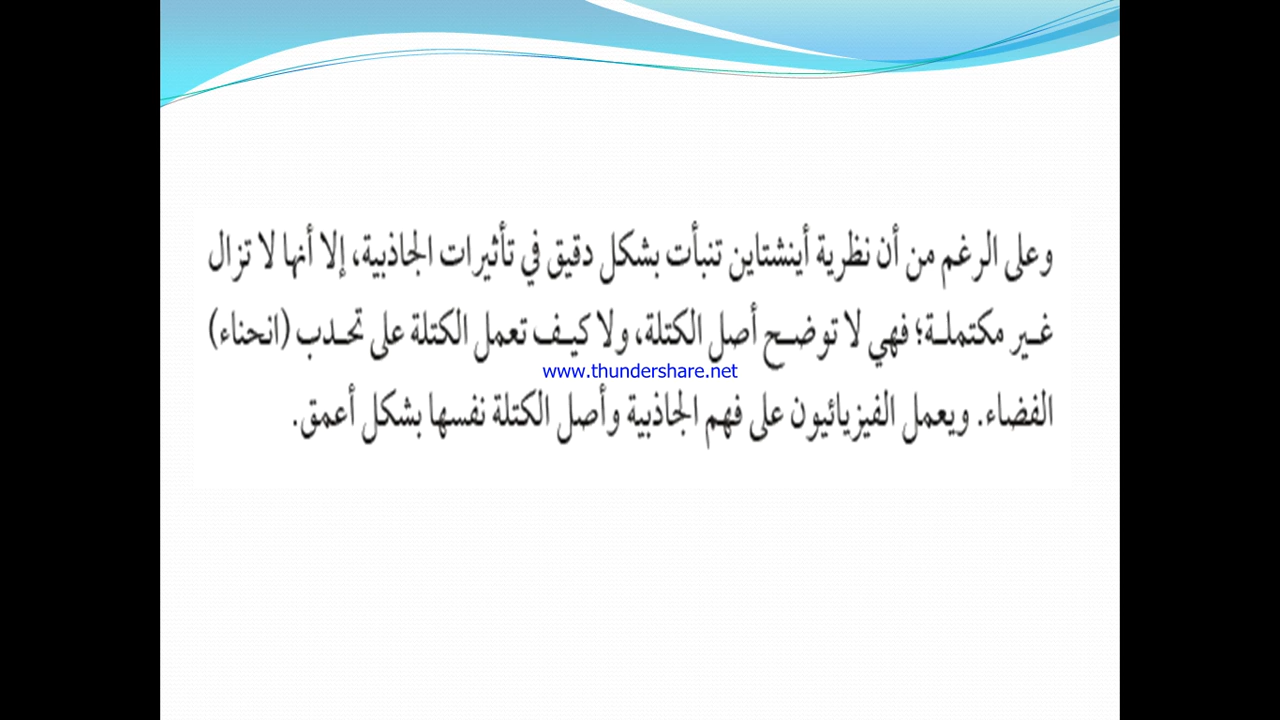 وعلى الرغم من أن نظرية أينشتاين تنبأت بشكل دقيق في تأثيرات الجاذبية، إلا أنها لا تزال
غير مكتملة؛ فهي لا توضح أصل الكتلة، ولا كيف تعمل الكتلة على تحدب (انحناء)
www.thundershare.net
الفضاء. ويعمل الفيزيائيون على فهم الجاذبية وأصل الكتلة نفسها بشكل أعمق.